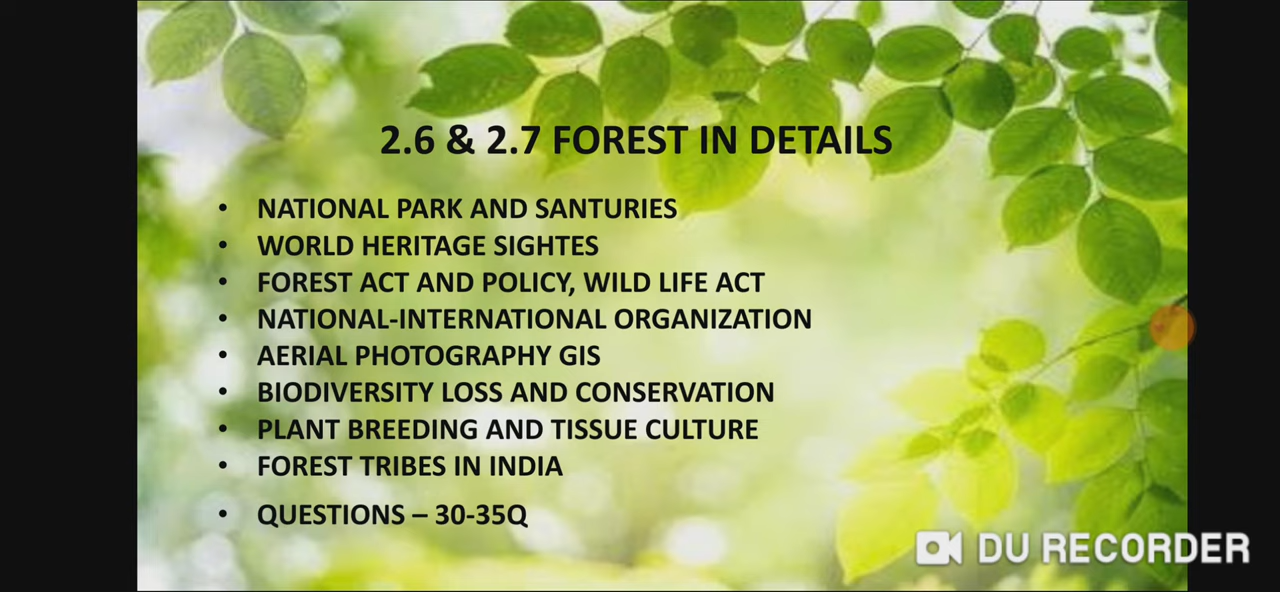 2.6 & 2.7 FOREST IN DETAILS
• NATIONAL PARK AND SANTURIES
• WORLD HERITAGE SIGHTES
• FOREST ACT AND POLICY, WILD LIFE ACT
• NATIONAL-INTERNATIONAL ORGANIZATION
• AERIAL PHOTOGRAPHY GIS
• BIODIVERSITY LOSS AND CONSERVATION
• PLANT BREEDING AND TISSUE CULTURE
• FOREST TRIBES IN INDIA
• QUESTIONS – 30-35Q
DU RECORDER